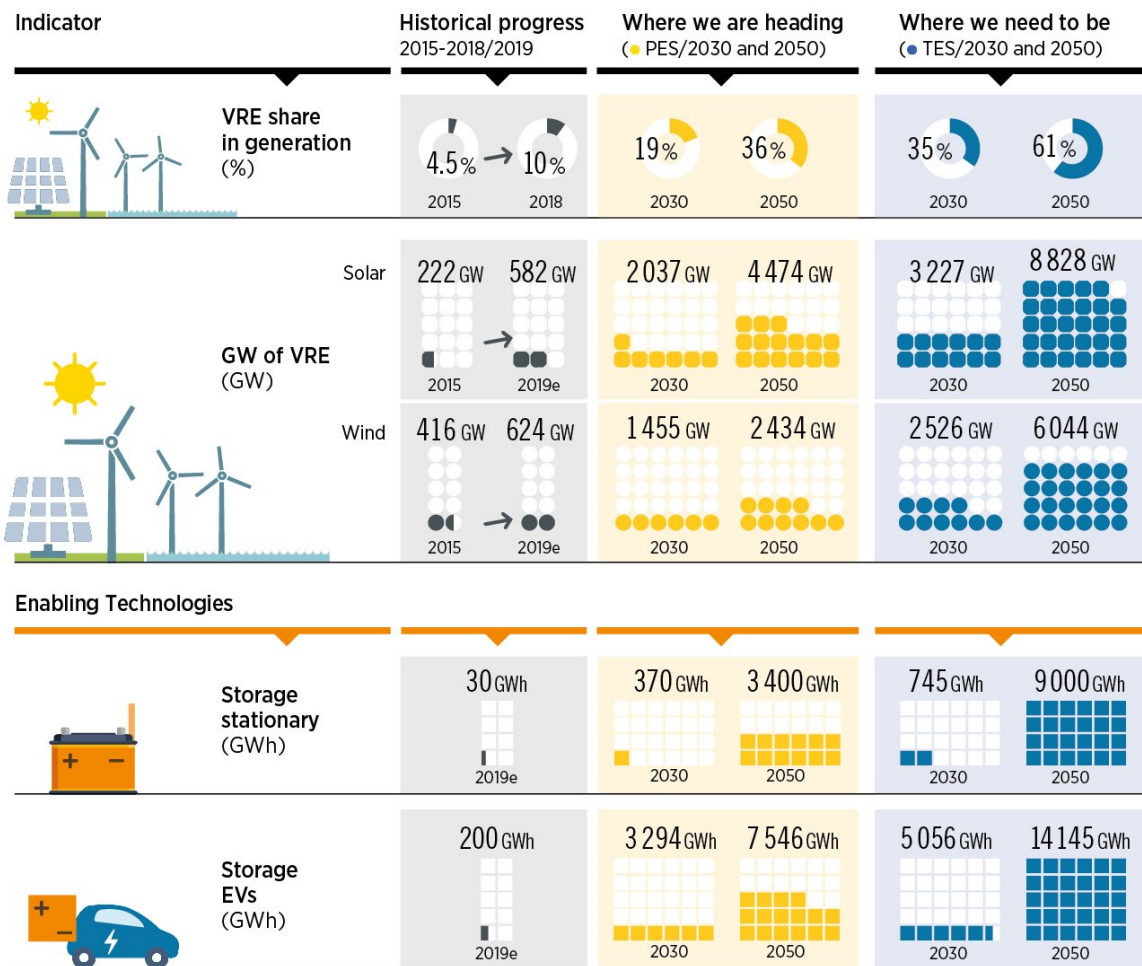 Indicator
Historical progress
2015-2018/2019
Where we are heading
(● PES/2030 and 2050)
Where we need to be
(● TES/2030 and 2050)
VRE share
in generation
(%)
4.5% → 10%
2015 2018
19% 36%
2030 2050
35% 61%
2030 2050
GW of VRE
(GW)
Solar
222 GW 582 GW
2015 2019e
2 037 GW 4 474 GW
2030 2050
3 227 GW 8 828 GW
2030 2050
Wind
416 GW 624 GW
2015 2019e
1 455 GW 2 434 GW
2030 2050
2 526 GW 6 044 GW
2030 2050
Enabling Technologies
Storage
stationary
(GWh)
30 GWh
2019e
370 GWh 3 400 GWh
2030 2050
745 GWh 9 000 GWh
2030 2050
Storage
EVs
(GWh)
200 GWh
2019e
3 294 GWh 7 546 GWh
2030 2050
5 056 GWh 14 145 GWh
2030 2050